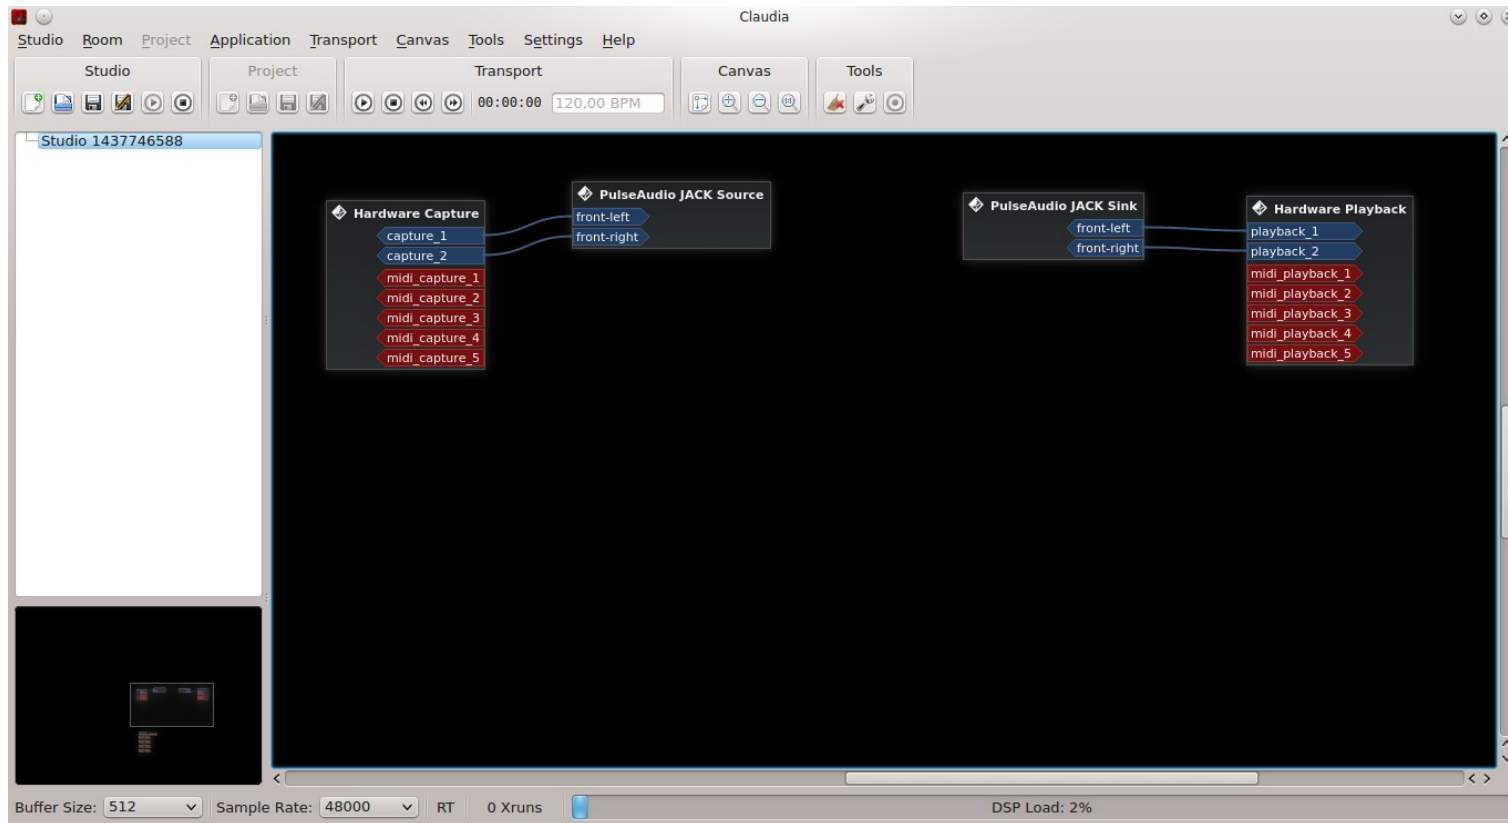 Claudia
Studio Room Project Application Transport Canvas Tools Settings Help
Studio Project Transport Canvas Tools
00:00:00 120,00 BPM
Studio 1437746588
Hardware Capture
capture_1
capture_2
midi_capture_1
midi_capture_2
midi_capture_3
midi_capture_4
midi_capture_5
PulseAudio JACK Source
front-left
front-right
PulseAudio JACK Sink
front-left
front-right
Hardware Playback
playback_1
playback_2
midi_playback_1
midi_playback_2
midi_playback_3
midi_playback_4
midi_playback_5
Buffer Size: 512 Sample Rate: 48000 RT 0 Xruns DSP Load: 2%